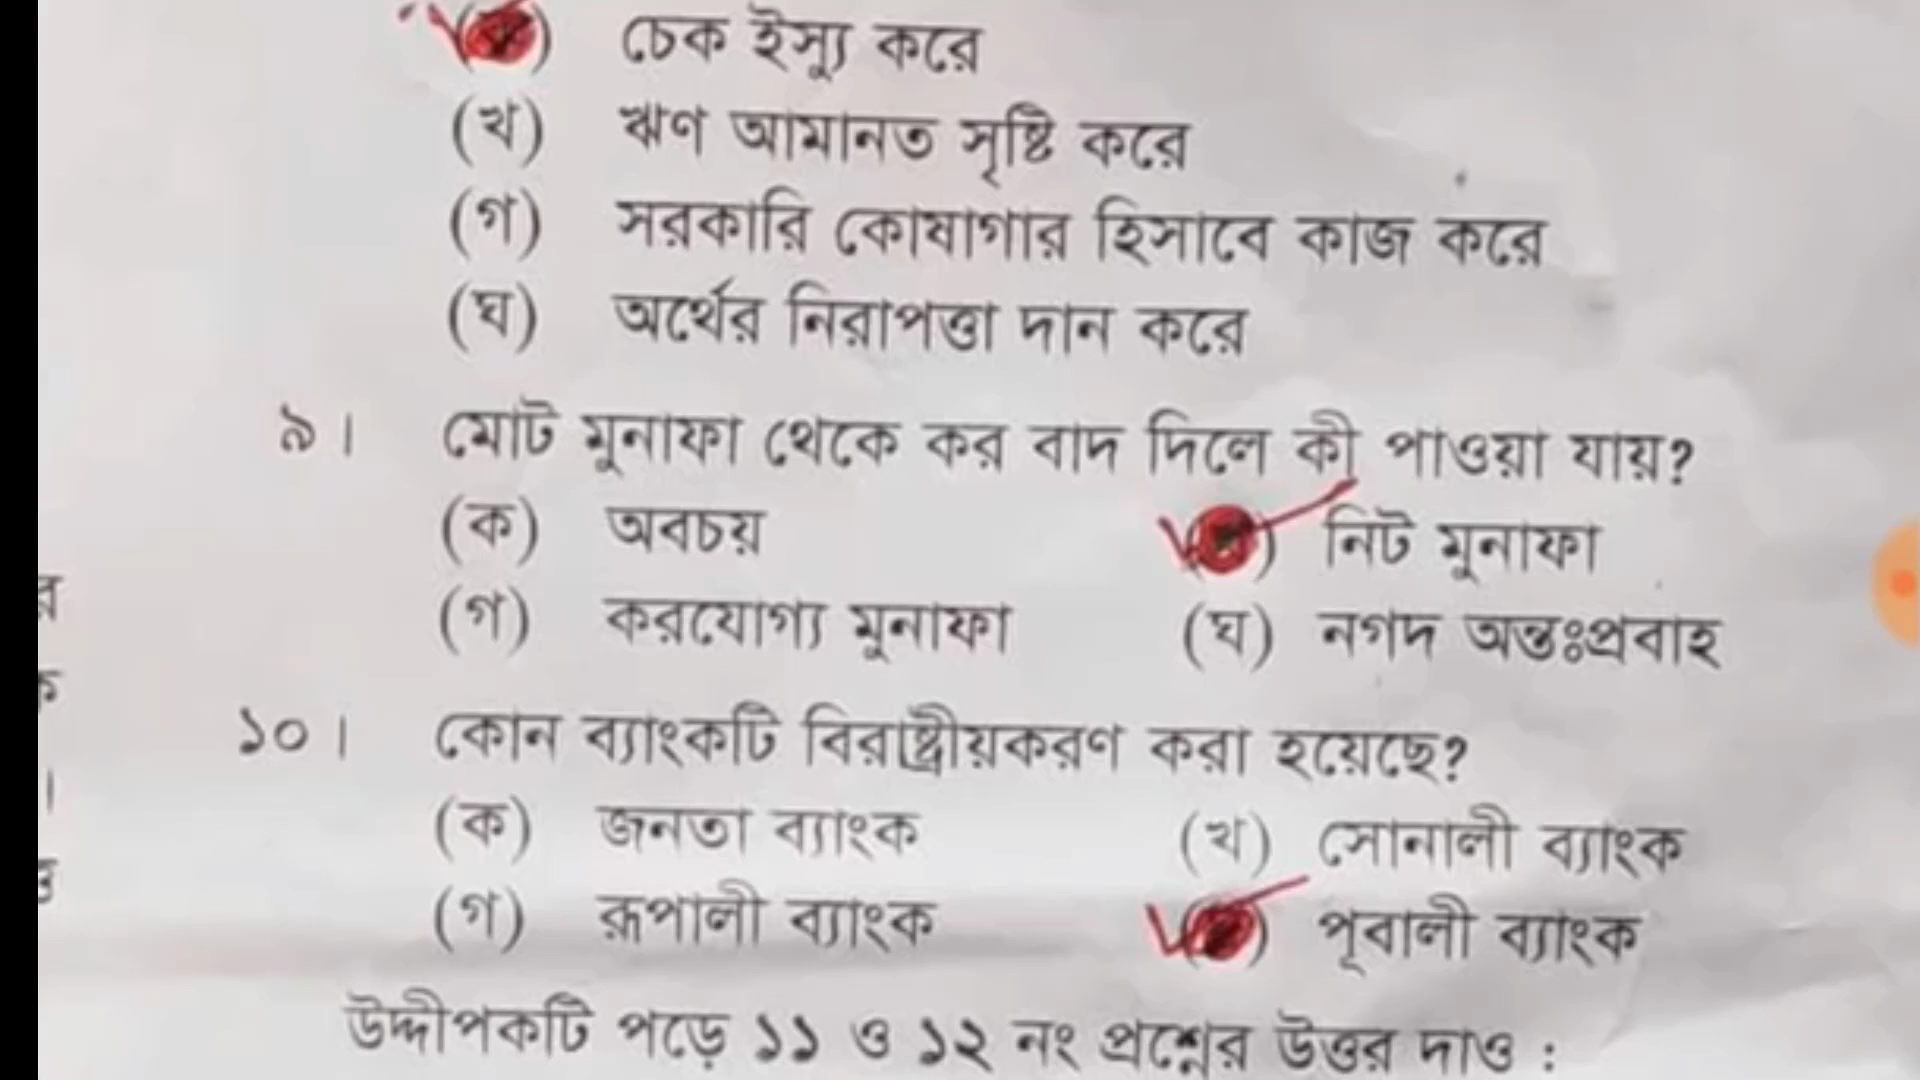 চেক ইস্যু করে
(খ) ঋণ আমানত সৃষ্টি করে
(গ) সরকারি কোষাগার হিসাবে কাজ করে
(ঘ) অর্থের নিরাপত্তা দান করে
৯। মোট মুনাফা থেকে কর বাদ দিলে কী পাওয়া যায়?
(ক) অবচয় নিট মুনাফা
(গ) করযোগ্য মুনাফা (ঘ) নগদ অন্তঃপ্রবাহ
১০। কোন ব্যাংকটি বিরাষ্ট্রীয়করণ করা হয়েছে?
(ক) জনতা ব্যাংক (খ) সোনালী ব্যাংক
(গ) রূপালী ব্যাংক পূবালী ব্যাংক
উদ্দীপকটি পড়ে ১১ ও ১২ নং প্রশ্নের উত্তর দাও :